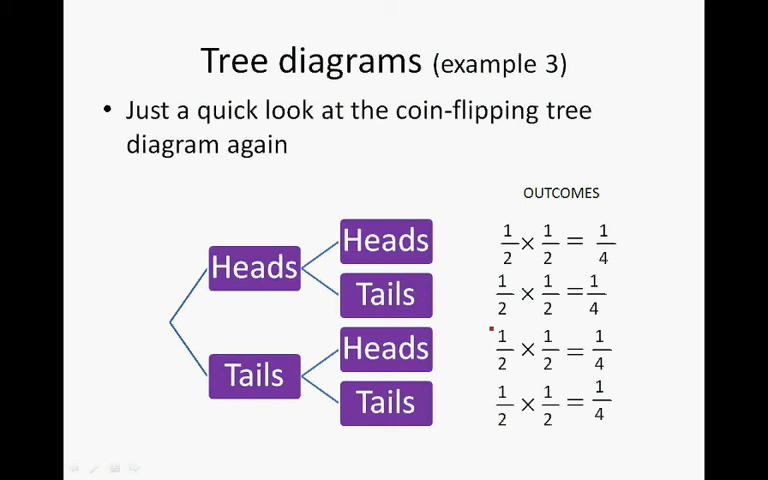 Tree diagrams (example 3)
• Just a quick look at the coin-flipping tree
diagram again
OUTCOMES
Heads
Heads
Tails
Tails
Heads
Tails
1/2 × 1/2 = 1/4
1/2 × 1/2 = 1/4
1/2 × 1/2 = 1/4
1/2 × 1/2 = 1/4